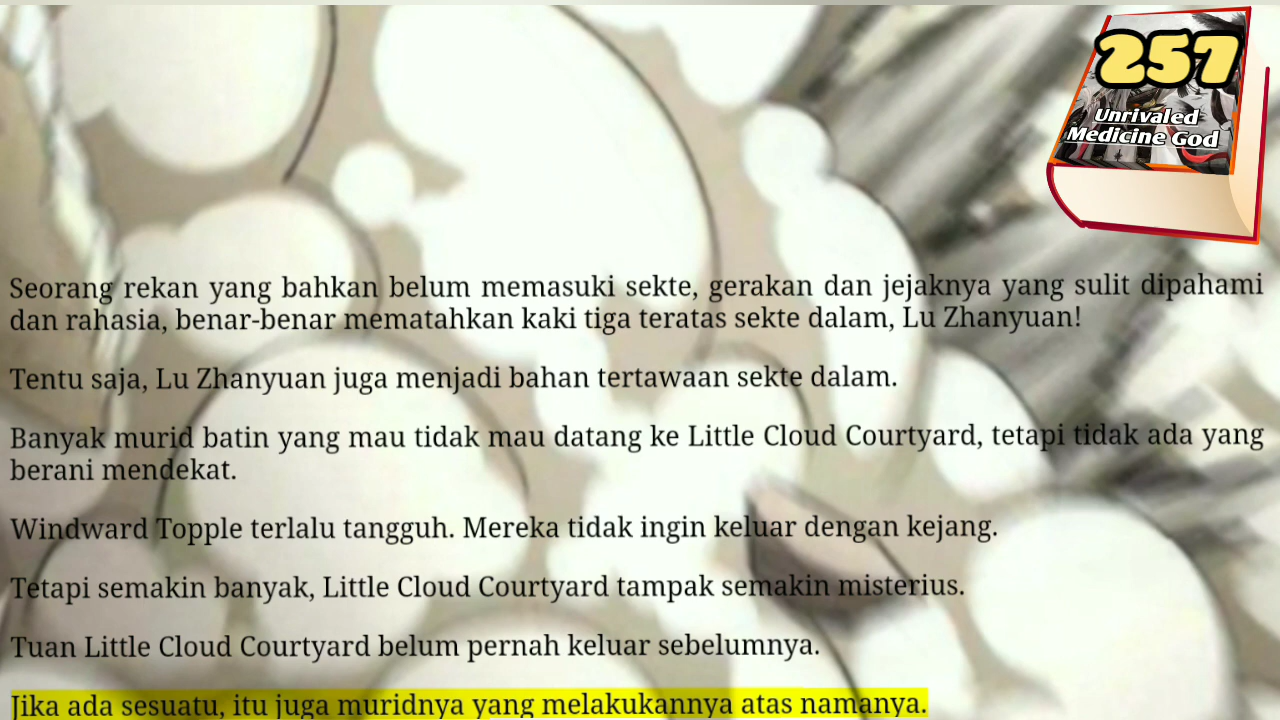 257
Unrivaled
Medicine God
Seorang rekan yang bahkan belum memasuki sekte, gerakan dan jejaknya yang sulit dipahami
dan rahasia, benar-benar mematahkan kaki tiga teratas sekte dalam, Lu Zhanyuan!
Tentu saja, Lu Zhanyuan juga menjadi bahan tertawaan sekte dalam.
Banyak murid batin yang mau tidak mau datang ke Little Cloud Courtyard, tetapi tidak ada yang
berani mendekat.
Windward Topple terlalu tangguh. Mereka tidak ingin keluar dengan kejang.
Tetapi semakin banyak, Little Cloud Courtyard tampak semakin misterius.
Tuan Little Cloud Courtyard belum pernah keluar sebelumnya.
Jika ada sesuatu, itu juga muridnya yang melakukannya atas namanya.